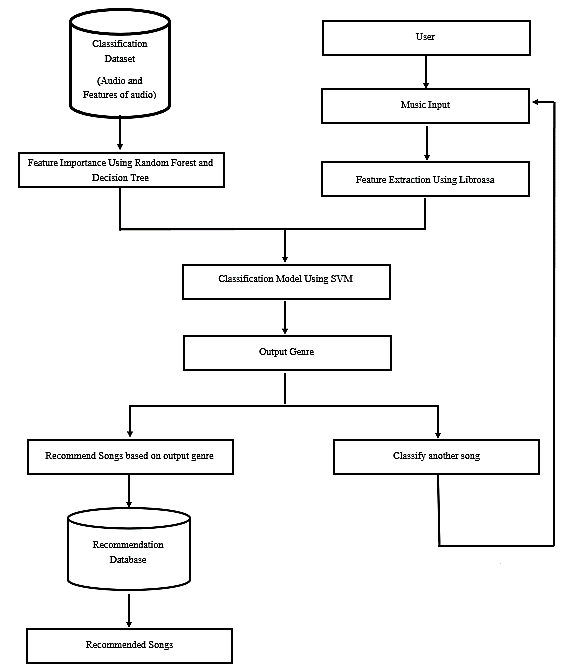 Classification
Dataset
(Audio and
Features of audio)
User
Music Input
Feature Importance Using Random Forest and
Decision Tree
Feature Extraction Using Libroasa
Classification Model Using SVM
Output Genre
Recommend Songs based on output genre
Classify another song
Recommendation
Database
Recommended Songs